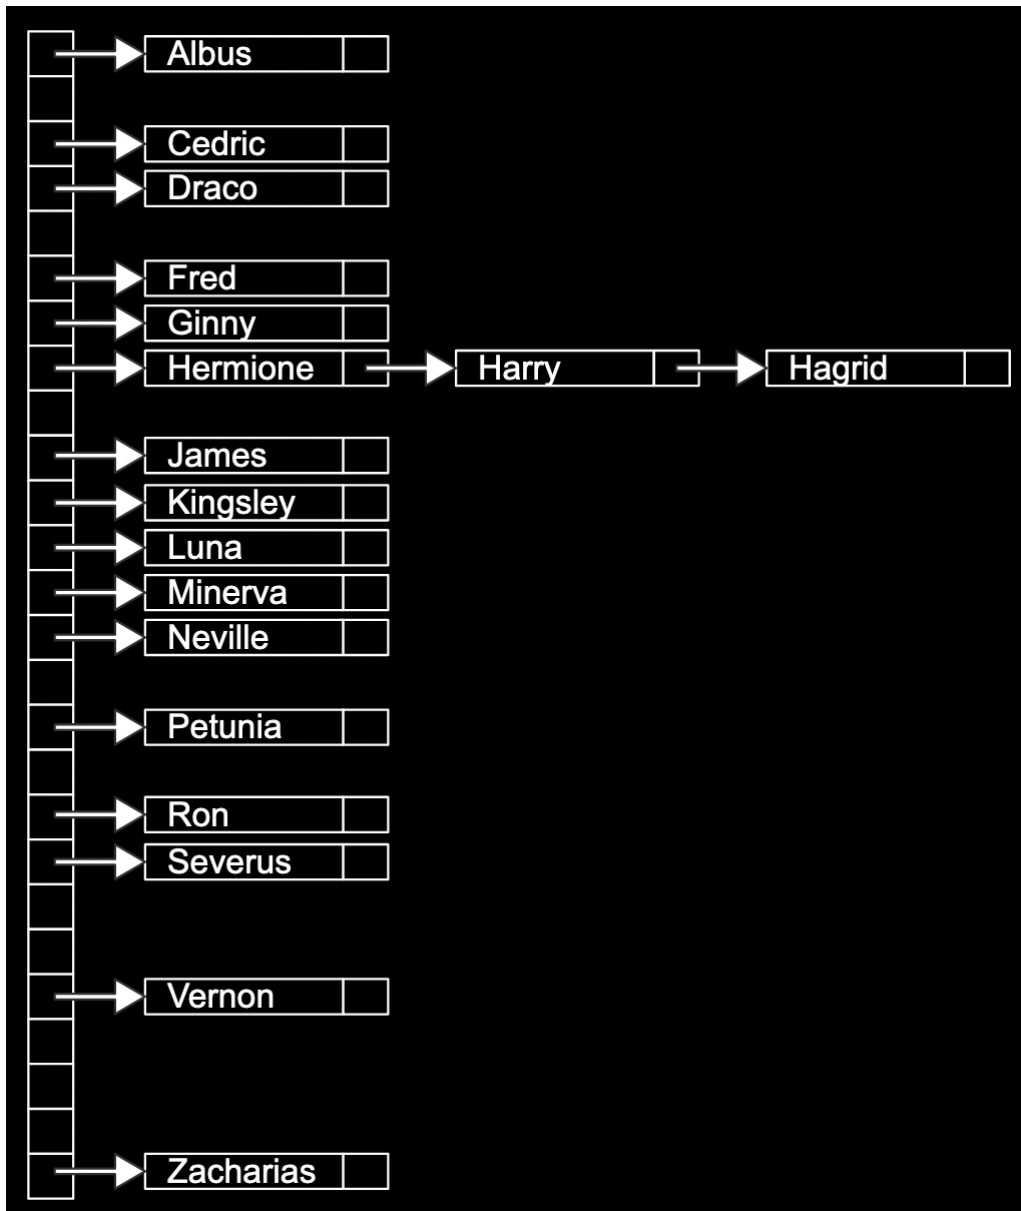 Albus
Cedric
Draco
Fred
Ginny
Hermione Harry Hagrid
James
Kingsley
Luna
Minerva
Neville
Petunia
Ron
Severus
Vernon
Zacharias